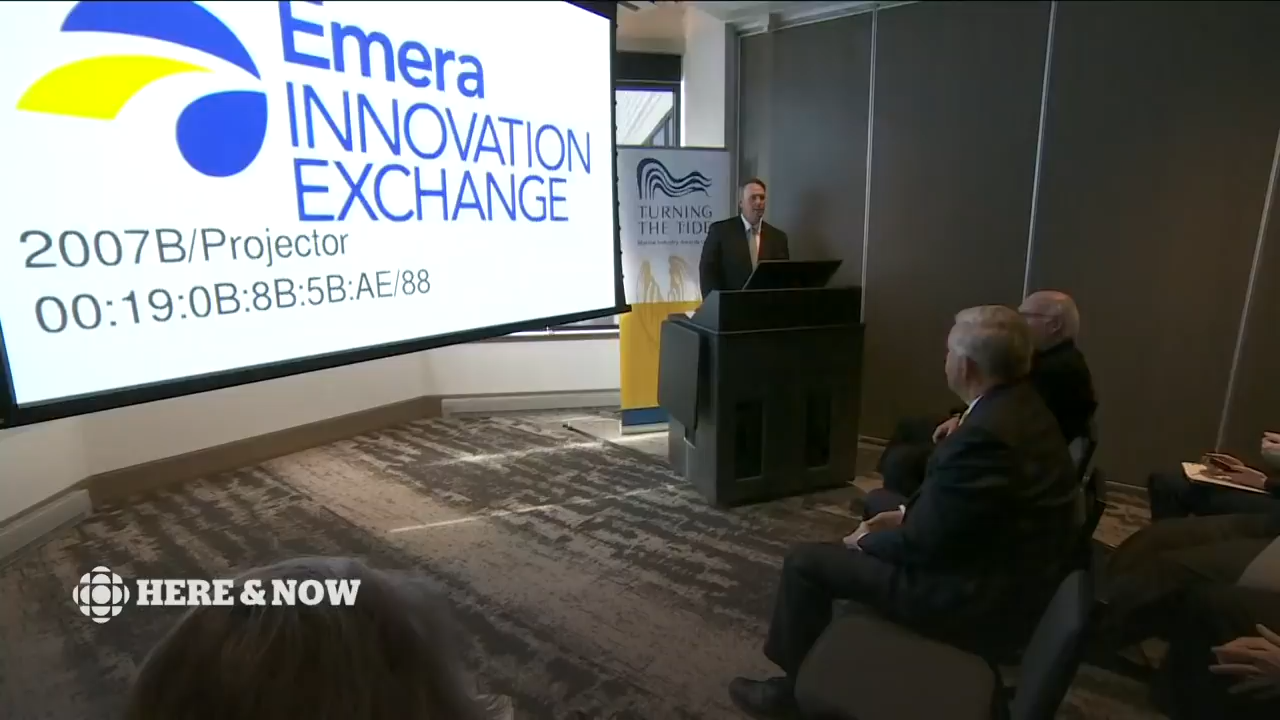 Emera
INNOVATION
EXCHANGE
2007B/Projector
00:19:0B:8B:5B:AE/88
TURNING
THE TIDE
HERE & NOW